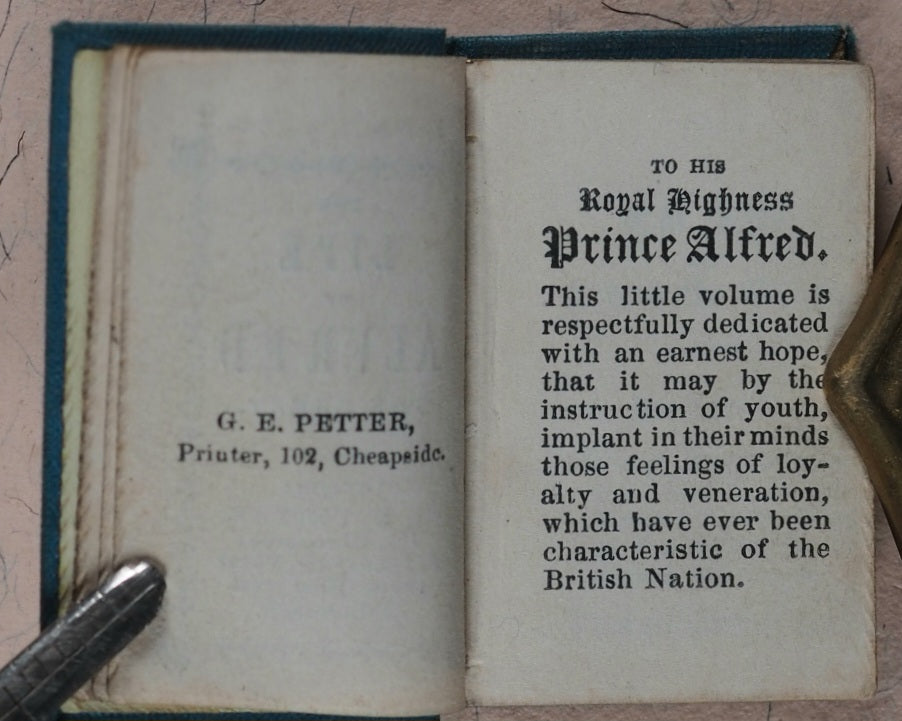 G. E. PETTER,
Printer, 102, Cheapside.
TO HIS
Royal Highness
Prince Alfred.
This little volume is
respectfully dedicated
with an earnest hope,
that it may by the
instruction of youth,
implant in their minds
those feelings of loy-
alty and veneration,
which have ever been
characteristic of the
British Nation.